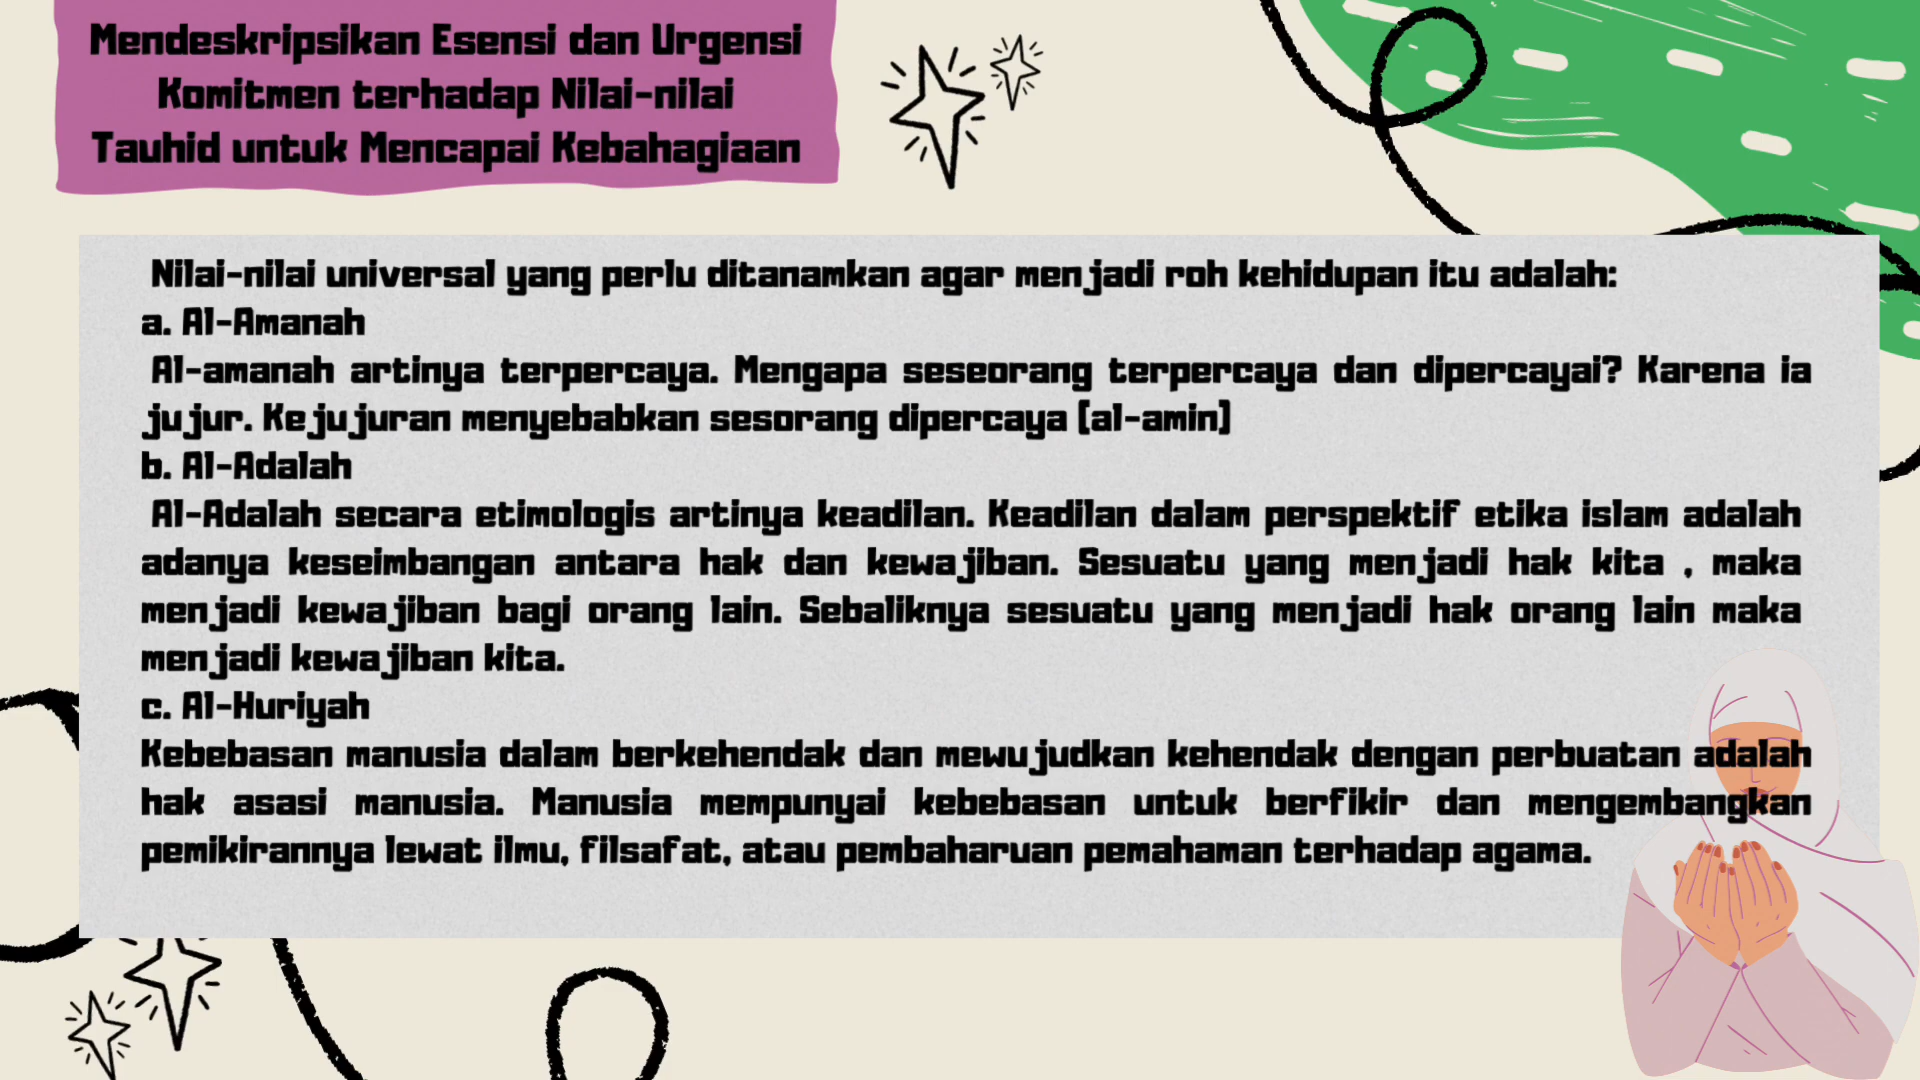 Mendeskripsikan Esensi dan Urgensi
Komitmen terhadap Nilai-nilai
Tauhid untuk Mencapai Kebahagiaan
Nilai-nilai universal yang perlu ditanamkan agar menjadi roh kehidupan itu adalah:
a. Al-Amanah
Al-amanah artinya terpercaya. Mengapa seseorang terpercaya dan dipercayai? Karena ia
jujur. Kejujuran menyebabkan sesorang dipercaya (al-amin)
b. Al-Adalah
Al-Adalah secara etimologis artinya keadilan. Keadilan dalam perspektif etika islam adalah
adanya keseimbangan antara hak dan kewajiban. Sesuatu yang menjadi hak kita , maka
menjadi kewajiban bagi orang lain. Sebaliknya sesuatu yang menjadi hak orang lain maka
menjadi kewajiban kita.
c. Al-Huriyah
Kebebasan manusia dalam berkehendak dan mewujudkan kehendak dengan perbuatan adalah
hak asasi manusia. Manusia mempunyai kebebasan untuk berfikir dan mengembangkan
pemikirannya lewat ilmu, filsafat, atau pembaharuan pemahaman terhadap agama.